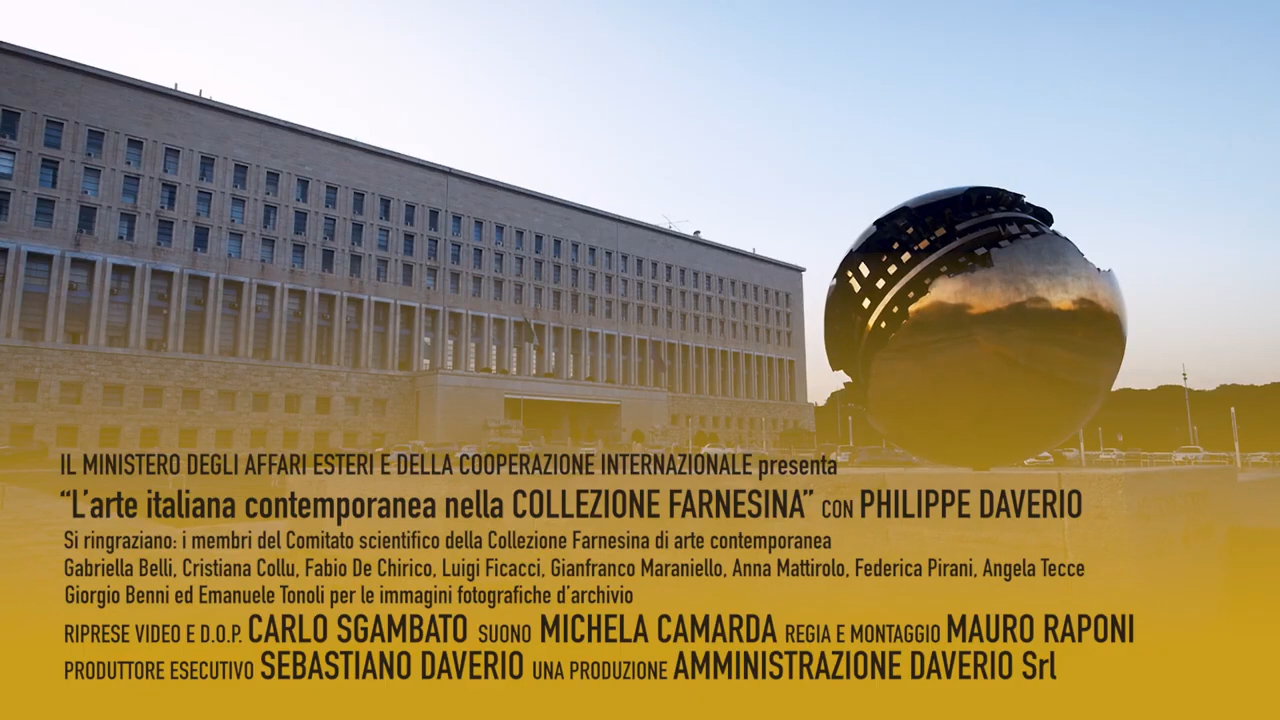 IL MINISTERO DEGLI AFFARI ESTERI E DELLA COOPERAZIONE INTERNAZIONALE presenta
“L’arte italiana contemporanea nella COLLEZIONE FARNESINA” CON PHILIPPE DAVERIO
Si ringraziano: i membri del Comitato scientifico della Collezione Farnesina di arte contemporanea
Gabriella Belli, Cristiana Collu, Fabio De Chirico, Luigi Ficacci, Gianfranco Maraniello, Anna Mattirolo, Federica Pirani, Angela Tecce
Giorgio Benni ed Emanuele Tonoli per le immagini fotografiche d’archivio
RIPRESE VIDEO E D.O.P. CARLO SGAMBATO SUONO MICHELA CAMARDA REGIA E MONTAGGIO MAURO RAPONI
PRODUTTORE ESECUTIVO SEBASTIANO DAVERIO UNA PRODUZIONE AMMINISTRAZIONE DAVERIO Srl